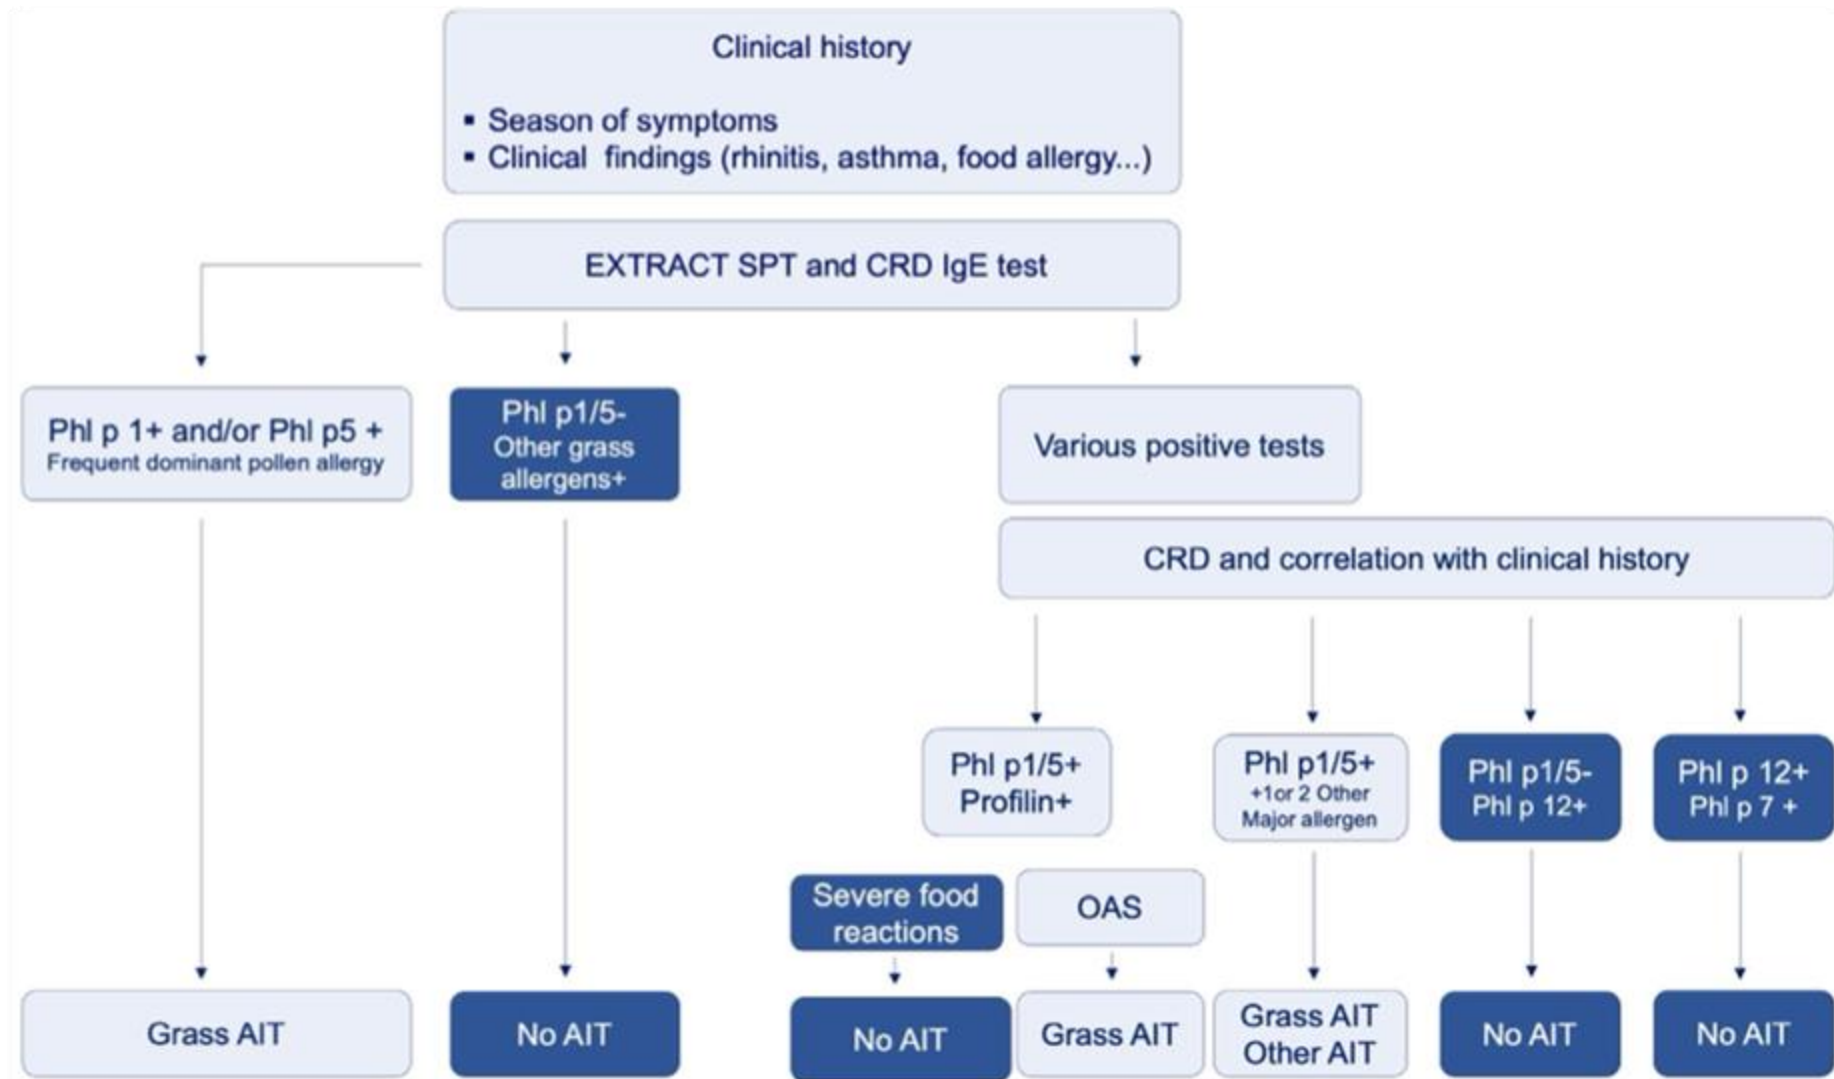 Clinical history
▪ Season of symptoms
▪ Clinical  findings (rhinitis, asthma, food allergy...)
EXTRACT SPT and CRD IgE test
Phl p 1+ and/or Phl p5 +
Frequent dominant pollen allergy
Phl p1/5-
Other grass
allergens+
Various positive tests
CRD and correlation with clinical history
Phl p1/5+
Profilin+
Phl p1/5+
+1or 2 Other
Major allergen
Phl p1/5-
Phl p 12+
Phl p 12+
Phl p 7 +
Severe food
reactions
OAS
Grass AIT
No AIT
No AIT
Grass AIT
Grass AIT
Other AIT
No AIT
No AIT